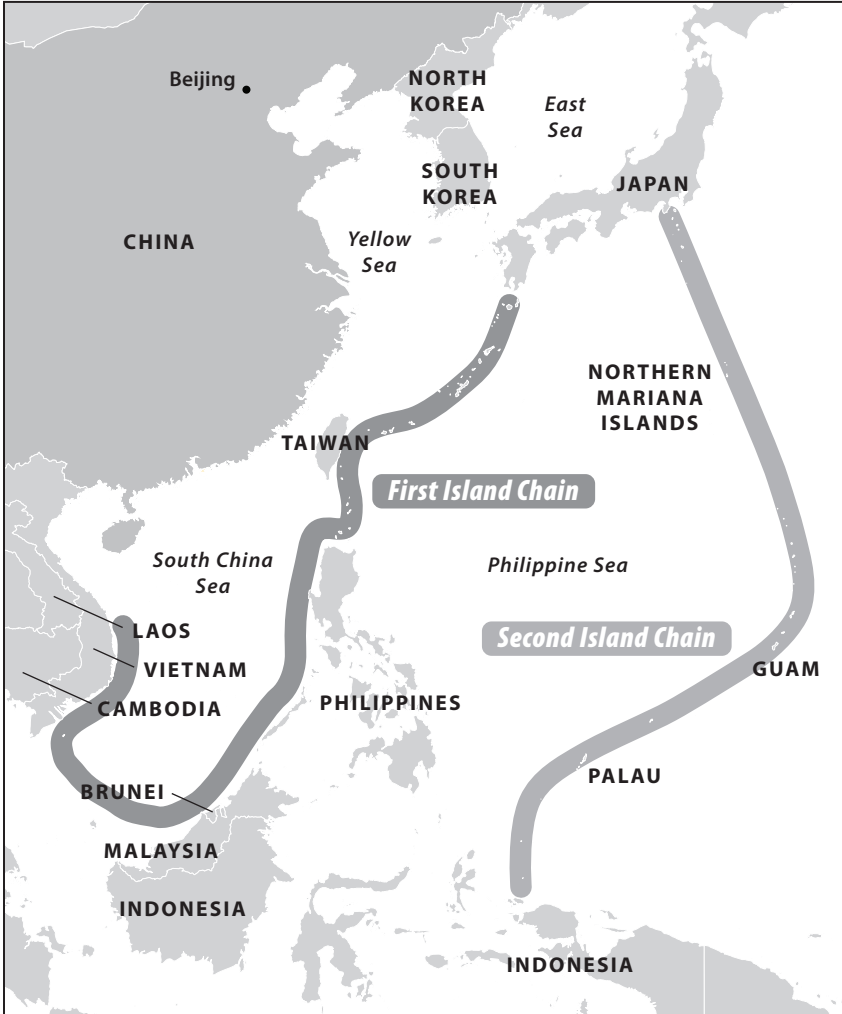 Beijing
NORTH
KOREA
East
Sea
SOUTH
KOREA
JAPAN
CHINA
Yellow
Sea
NORTHERN
MARIANA
ISLANDS
TAIWAN
First Island Chain
South China
Sea
Philippine Sea
LAOS
Second Island Chain
VIETNAM
GUAM
CAMBODIA
PHILIPPINES
PALAU
BRUNEI
MALAYSIA
INDONESIA
INDONESIA